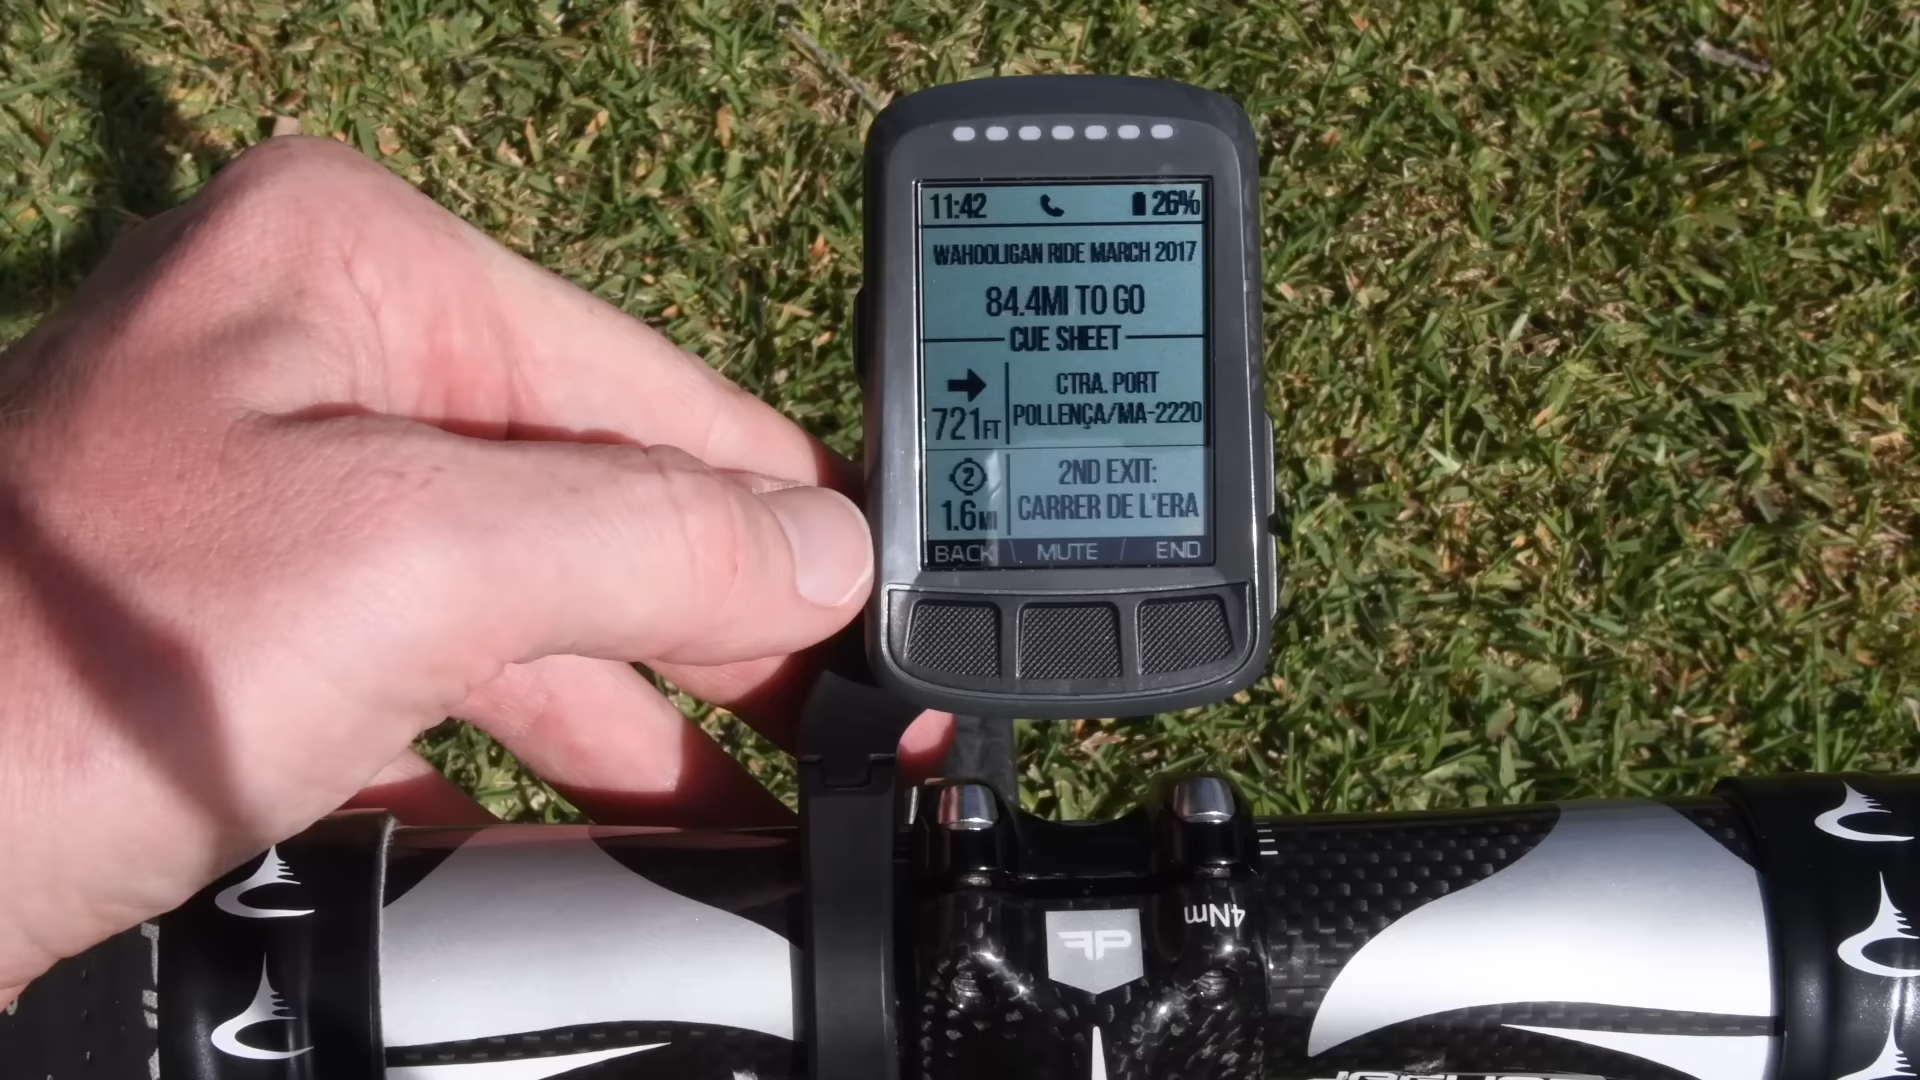 11:42 26%
WAHOOLIGAN RIDE MARCH 2017
84.4MI TO GO
CUE SHEET
721FT
CTRA. PORT
POLLENÇA/MA-2220
2
1.6MI
2ND EXIT:
CARRER DE L'ERA
BACK MUTE END
4Nm